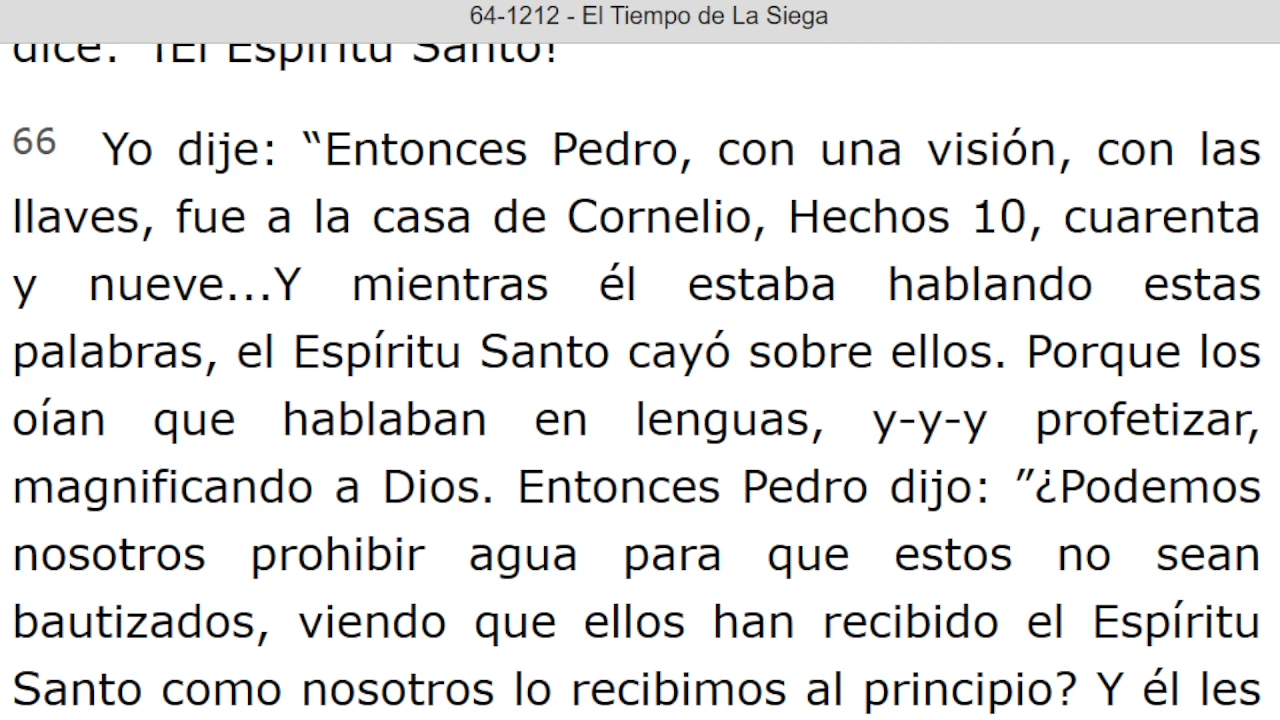 64-1212 - El Tiempo de La Siega
dice: ¡El Espíritu Santo!
66 Yo dije: “Entonces Pedro, con una visión, con las
llaves, fue a la casa de Cornelio, Hechos 10, cuarenta
y nueve...Y mientras él estaba hablando estas
palabras, el Espíritu Santo cayó sobre ellos. Porque los
oían que hablaban en lenguas, y-y-y profetizar,
magnificando a Dios. Entonces Pedro dijo: ”¿Podemos
nosotros prohibir agua para que estos no sean
bautizados, viendo que ellos han recibido el Espíritu
Santo como nosotros lo recibimos al principio? Y él les